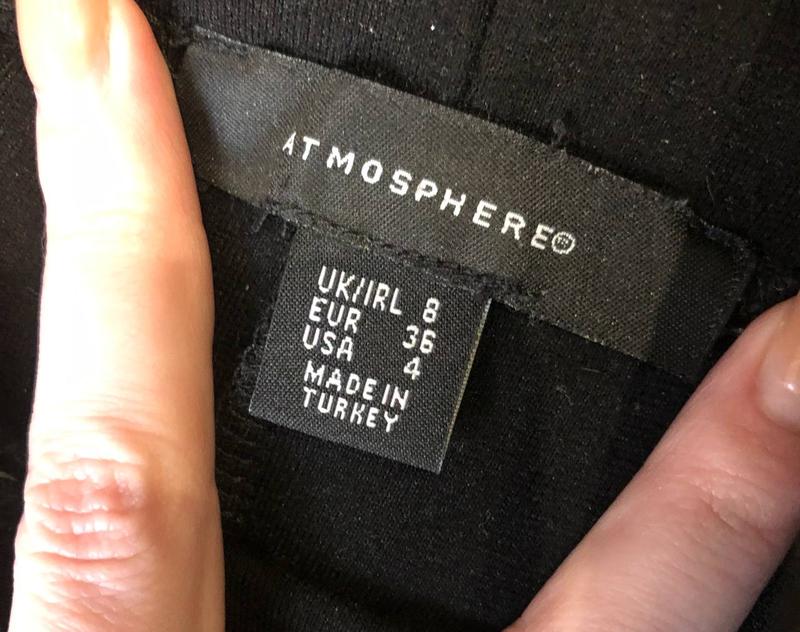 ATMOSPHERE
UK/IRL 8
EUR 36
USA 4
MADE IN
TURKEY